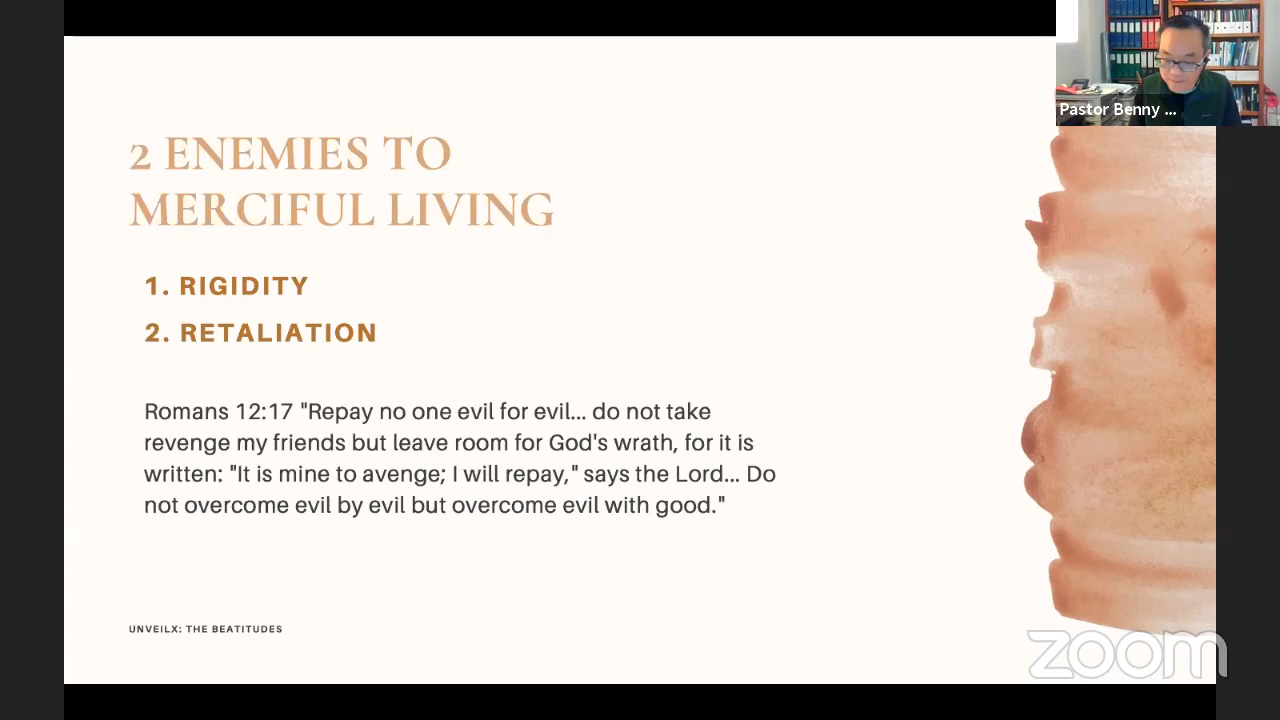 2 ENEMIES TO
MERCIFUL LIVING
1. RIGIDITY
2. RETALIATION
Romans 12:17 "Repay no one evil for evil... do not take
revenge my friends but leave room for God's wrath, for it is
written: "It is mine to avenge; I will repay," says the Lord... Do
not overcome evil by evil but overcome evil with good."
UNVEILX: THE BEATITUDES
Pastor Benny ...
zoom